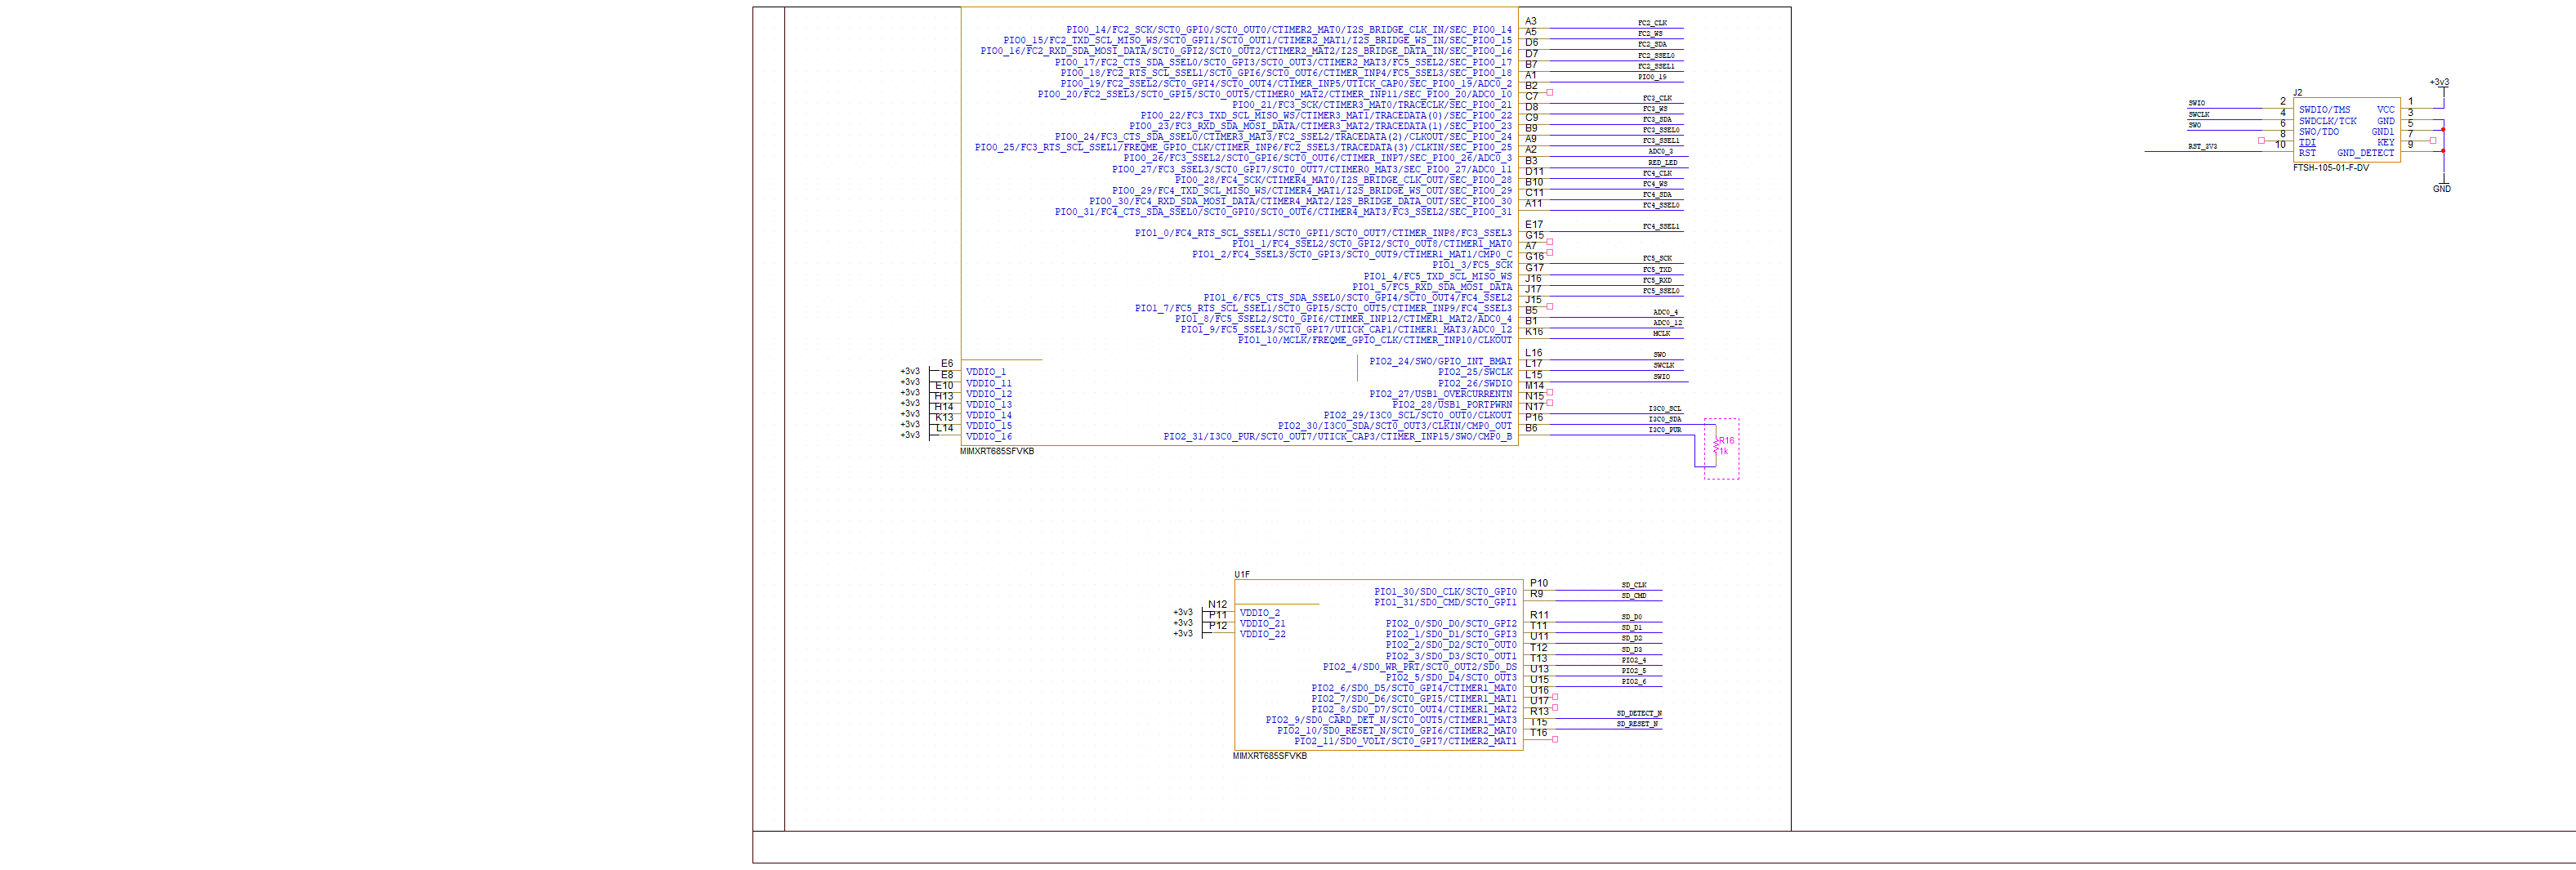 PIO0_14/FC2_SCK/SCT0_GPI0/SCT0_OUT0/CTIMER2_MAT0/I2S_BRIDGE_CLK_IN/SEC_PIO0_14 A3 FC2_CLK
PIO0_15/FC2_TXD_SCL_MISO_WS/SCT0_GPI1/SCT0_OUT1/CTIMER2_MAT1/I2S_BRIDGE_WS_IN/SEC_PIO0_15 A5 FC2_WS
PIO0_16/FC2_RXD_SDA_MOSI_DATA/SCT0_GPI2/SCT0_OUT2/CTIMER2_MAT2/I2S_BRIDGE_DATA_IN/SEC_PIO0_16 D6 FC2_SDA
PIO0_17/FC2_CTS_SDA_SSEL0/SCT0_GPI3/SCT0_OUT3/CTIMER2_MAT3/FC5_SSEL2/SEC_PIO0_17 D7 FC2_SSEL0
PIO0_18/FC2_RTS_SCL_SSEL1/SCT0_GPI6/SCT0_OUT6/CTIMER_INP4/FC5_SSEL3/SEC_PIO0_18 B7 FC2_SSEL1
PIO0_19/FC2_SSEL2/SCT0_GPI4/SCT0_OUT4/CTIMER_INP5/UTICK_CAP0/SEC_PIO0_19/ADC0_2 A1 PIO0_19
PIO0_20/FC2_SSEL3/SCT0_GPI5/SCT0_OUT5/CTIMER0_MAT2/CTIMER_INP11/SEC_PIO0_20/ADC0_10 B2
PIO0_21/FC3_SCK/CTIMER3_MAT0/TRACECLK/SEC_PIO0_21 C7 FC3_CLK
PIO0_22/FC3_TXD_SCL_MISO_WS/CTIMER3_MAT1/TRACEDATA(0)/SEC_PIO0_22 D8 FC3_WS
PIO0_23/FC3_RXD_SDA_MOSI_DATA/CTIMER3_MAT2/TRACEDATA(1)/SEC_PIO0_23 C9 FC3_SDA
PIO0_24/FC3_CTS_SDA_SSEL0/CTIMER3_MAT3/FC2_SSEL2/TRACEDATA(2)/CLKOUT/SEC_PIO0_24 B9 FC3_SSEL0
PIO0_25/FC3_RTS_SCL_SSEL1/FREQME_GPIO_CLK/CTIMER_INP6/FC2_SSEL3/TRACEDATA(3)/CLKIN/SEC_PIO0_25 A9 FC3_SSEL1
PIO0_26/FC3_SSEL2/SCT0_GPI6/SCT0_OUT6/CTIMER_INP7/SEC_PIO0_26/ADC0_3 A2 ADC0_3
PIO0_27/FC3_SSEL3/SCT0_GPI7/SCT0_OUT7/CTIMER0_MAT3/SEC_PIO0_27/ADC0_11 B3 RED_LED
PIO0_28/FC4_SCK/CTIMER4_MAT0/I2S_BRIDGE_CLK_OUT/SEC_PIO0_28 D11 FC4_CLK
PIO0_29/FC4_TXD_SCL_MISO_WS/CTIMER4_MAT1/I2S_BRIDGE_WS_OUT/SEC_PIO0_29 B10 FC4_WS
PIO0_30/FC4_RXD_SDA_MOSI_DATA/CTIMER4_MAT2/I2S_BRIDGE_DATA_OUT/SEC_PIO0_30 C11 FC4_SDA
PIO0_31/FC4_CTS_SDA_SSEL0/SCT0_GPI0/SCT0_OUT6/CTIMER4_MAT3/FC3_SSEL2/SEC_PIO0_31 A11 FC4_SSEL0
PIO1_0/FC4_RTS_SCL_SSEL1/SCT0_GPI1/SCT0_OUT7/CTIMER_INP8/FC3_SSEL3 E17 FC4_SSEL1
PIO1_1/FC4_SSEL2/SCT0_GPI2/SCT0_OUT8/CTIMER1_MAT0 G15
PIO1_2/FC4_SSEL3/SCT0_GPI3/SCT0_OUT9/CTIMER1_MAT1/CMP0_C A7
PIO1_3/FC5_SCK G16 FC5_SCK
PIO1_4/FC5_TXD_SCL_MISO_WS G17 FC5_TXD
PIO1_5/FC5_RXD_SDA_MOSI_DATA J16 FC5_RXD
PIO1_6/FC5_CTS_SDA_SSEL0/SCT0_GPI4/SCT0_OUT4/FC4_SSEL2 J17 FC5_SSEL0
PIO1_7/FC5_RTS_SCL_SSEL1/SCT0_GPI5/SCT0_OUT5/CTIMER_INP9/FC4_SSEL3 J15
PIO1_8/FC5_SSEL2/SCT0_GPI6/CTIMER_INP12/CTIMER1_MAT2/ADC0_4 B5 ADC0_4
PIO1_9/FC5_SSEL3/SCT0_GPI7/UTICK_CAP1/CTIMER1_MAT3/ADC0_12 B1 ADC0_12
PIO1_10/MCLK/FREQME_GPIO_CLK/CTIMER_INP10/CLKOUT K16 MCLK
PIO2_24/SWO/GPIO_INT_BMAT L16 SWO
PIO2_25/SWCLK L17 SWCLK
PIO2_26/SWDIO L15 SWIO
PIO2_27/USB1_OVERCURRENTN M14
PIO2_28/USB1_PORTPWRN N15
PIO2_29/I3C0_SCL/SCT0_OUT0/CLKOUT N17 I3C0_SCL
PIO2_30/I3C0_SDA/SCT0_OUT3/CLKIN/CMP0_OUT P16 I3C0_SDA
PIO2_31/I3C0_PUR/SCT0_OUT7/UTICK_CAP3/CTIMER_INP15/SWO/CMP0_B B6 I3C0_PUR
+3v3 E6 VDDIO_1
+3v3 E8 VDDIO_11
+3v3 E10 VDDIO_12
+3v3 H13 VDDIO_13
+3v3 H14 VDDIO_14
+3v3 K13 VDDIO_15
+3v3 L14 VDDIO_16
MIMXRT685SFVKB
R16
1k
U1F
PIO1_30/SD0_CLK/SCT0_GPI0 P10 SD_CLK
PIO1_31/SD0_CMD/SCT0_GPI1 R9 SD_CMD
+3v3 N12 VDDIO_2
+3v3 P11 VDDIO_21
+3v3 P12 VDDIO_22
PIO2_0/SD0_D0/SCT0_GPI2 R11 SD_D0
PIO2_1/SD0_D1/SCT0_GPI3 T11 SD_D1
PIO2_2/SD0_D2/SCT0_OUT0 U11 SD_D2
PIO2_3/SD0_D3/SCT0_OUT1 T12 SD_D3
PIO2_4/SD0_WR_PRT/SCT0_OUT2/SD0_DS T13 PIO2_4
PIO2_5/SD0_D4/SCT0_OUT3 U13 PIO2_5
PIO2_6/SD0_D5/SCT0_GPI4/CTIMER1_MAT0 U15 PIO2_6
PIO2_7/SD0_D6/SCT0_GPI5/CTIMER1_MAT1 U16
PIO2_8/SD0_D7/SCT0_OUT4/CTIMER1_MAT2 U17
PIO2_9/SD0_CARD_DET_N/SCT0_OUT5/CTIMER1_MAT3 R13 SD_DETECT_N
PIO2_10/SD0_RESET_N/SCT0_GPI6/CTIMER2_MAT0 T15 SD_RESET_N
PIO2_11/SD0_VOLT/SCT0_GPI7/CTIMER2_MAT1 T16
MIMXRT685SFVKB
+3v3
J2
SWIO 2 SWDIO/TMS VCC 1
SWCLK 4 SWDCLK/TCK GND 3
SWO 6 SWO/TDO GND1 5
8 TDI KEY 7
RST_3V3 10 RST GND_DETECT 9
FTSH-105-01-F-DV
GND